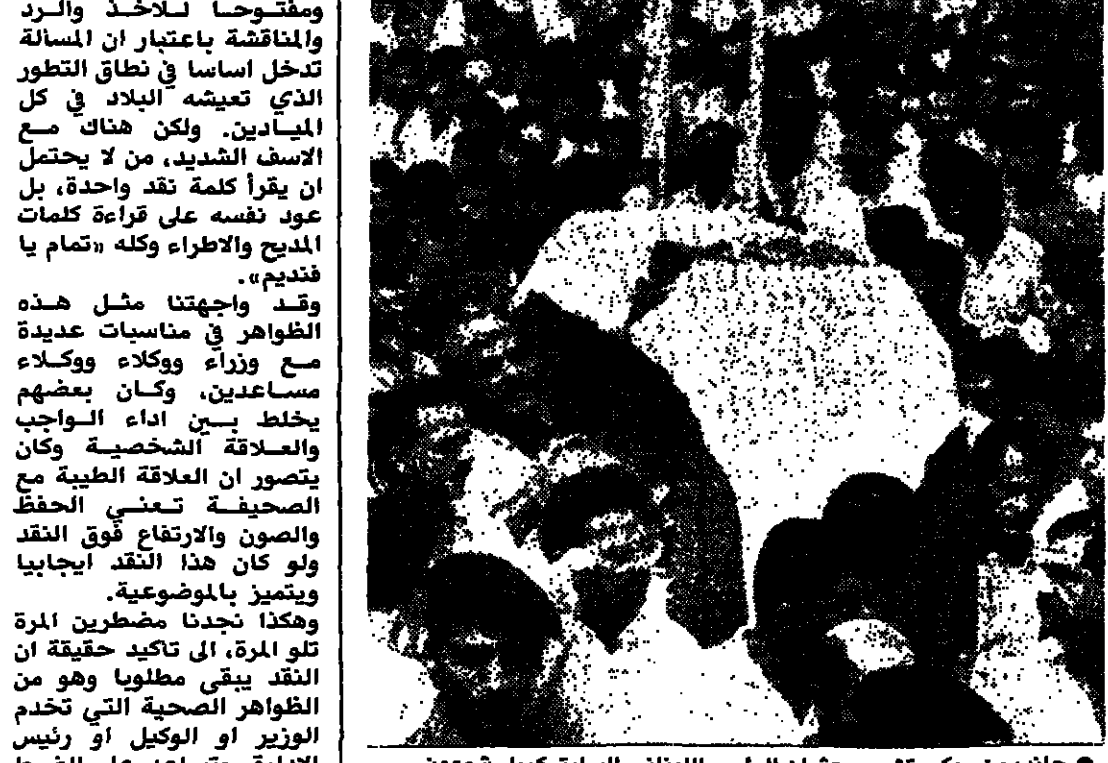 ومفتوحا للاخذ والرد
والمناقشة باعتبار ان المسالة
تدخل اساسا في نطاق التطور
الذي تعيشه البلاد في كل
الميادين. ولكن هناك مع
الاسف الشديد، من لا يحتمل
ان يقرأ كلمة نقد واحدة، بل
عود نفسه على قراءة كلمات
المديح والاطراء وكله «تمام يا
فنديم».
وقد واجهتنا مثل هذه
الظواهر في مناسبات عديدة
مع وزراء ووكلاء ووكلاء
مساعدين، وكان بعضهم
يخلط بين اداء الواجب
والعلاقة الشخصية وكان
يتصور ان العلاقة الطيبة مع
الصحيفة تعني الحفظ
والصون والارتفاع فوق النقد
ولو كان هذا النقد ايجابيا
ويتميز بالموضوعية.
وهكذا نجدنا مضطرين المرة
تلو المرة، الى تاكيد حقيقة ان
النقد يبقى مطلوبا وهو من
الظواهر الصحية التي تخدم
الوزير او الوكيل او رئيس